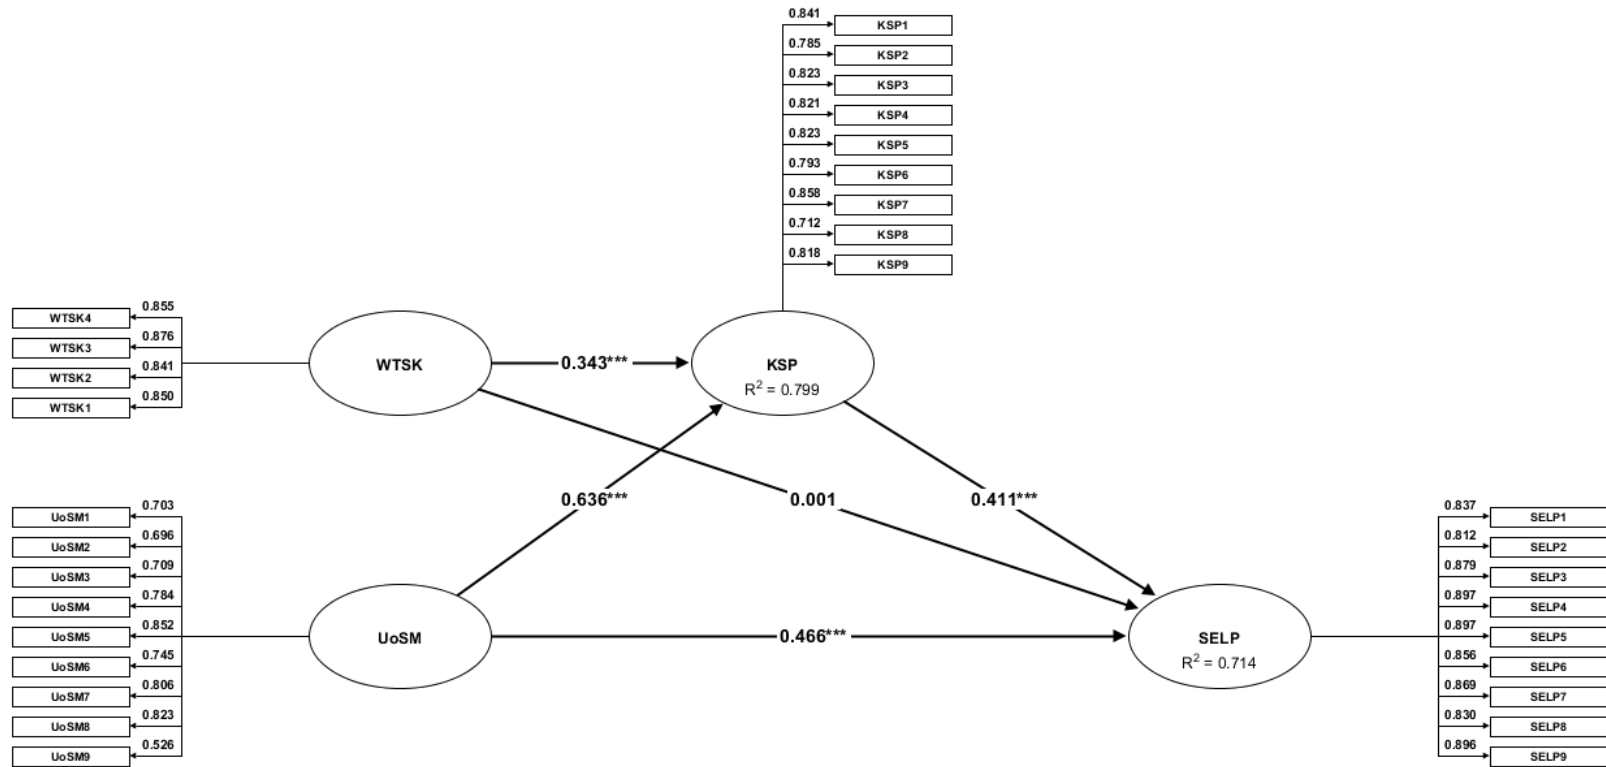 0.841
KSP1
0.785
KSP2
0.823
KSP3
0.821
KSP4
0.823
KSP5
0.793
KSP6
0.858
KSP7
0.712
KSP8
0.818
KSP9
WTSK4
0.855
WTSK3
0.876
WTSK2
0.841
WTSK1
0.850
WTSK
0.343***
KSP
R² = 0.799
0.636***
0.001
0.411***
UoSM1
0.703
UoSM2
0.696
UoSM3
0.709
UoSM4
0.784
UoSM5
0.852
UoSM6
0.745
UoSM7
0.806
UoSM8
0.823
UoSM9
0.526
UoSM
0.466***
SELP
R² = 0.714
0.837
SELP1
0.812
SELP2
0.879
SELP3
0.897
SELP4
0.897
SELP5
0.856
SELP6
0.869
SELP7
0.830
SELP8
0.896
SELP9